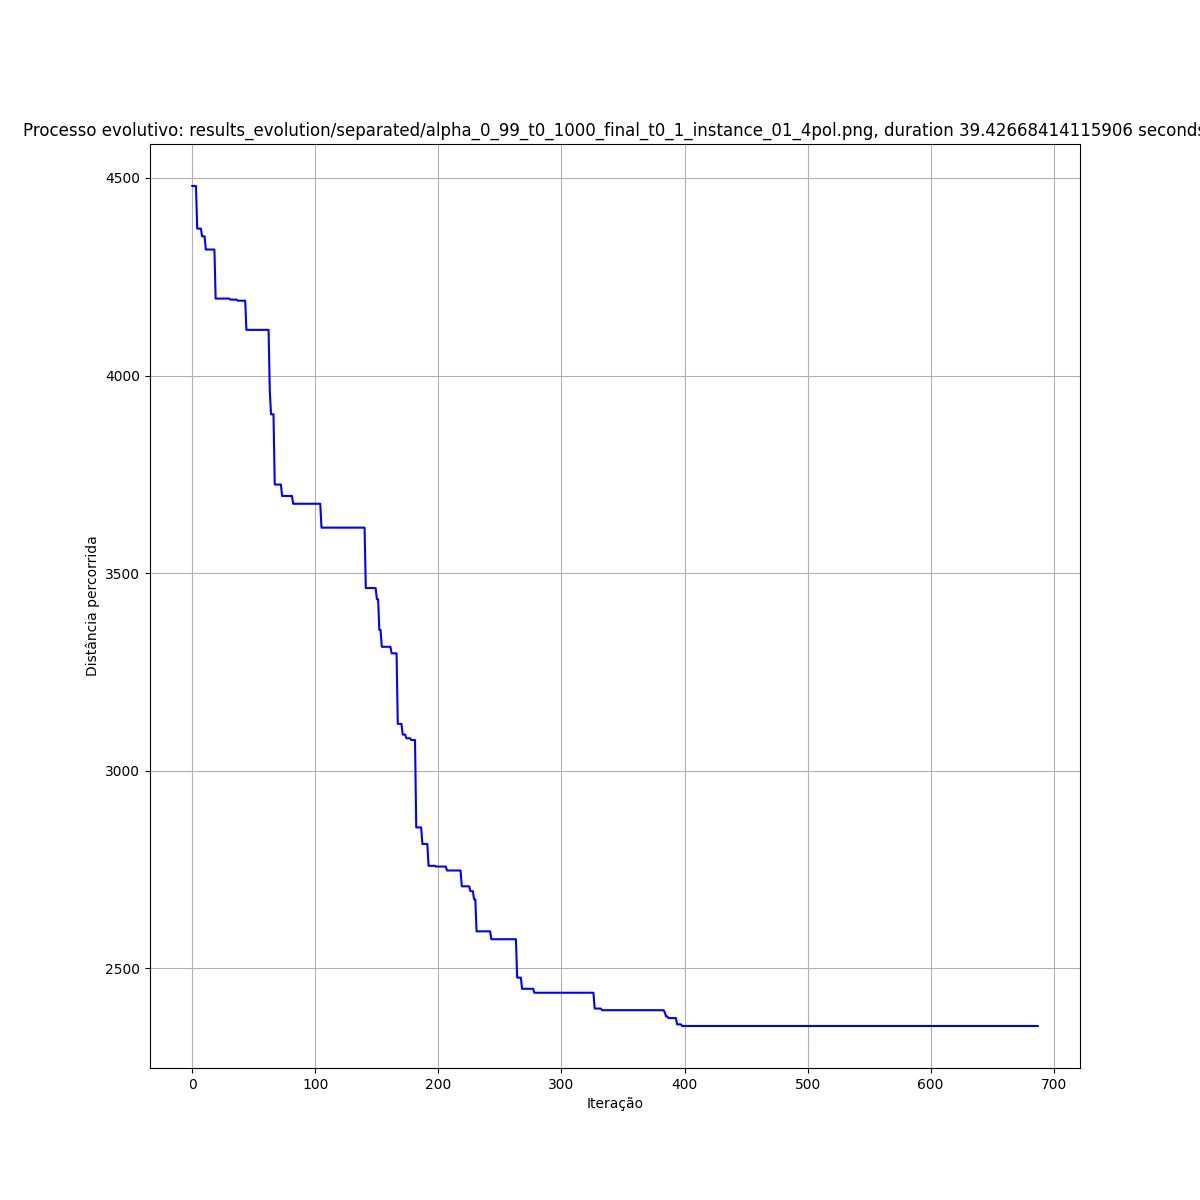 Processo evolutivo: results_evolution/separated/alpha_0_99_t0_1000_final_t0_1_instance_01_4pol.png, duration 39.42668414115906 seconds
4500
4000
3500
3000
2500
Distância percorrida
0 100 200 300 400 500 600 700
Iteração